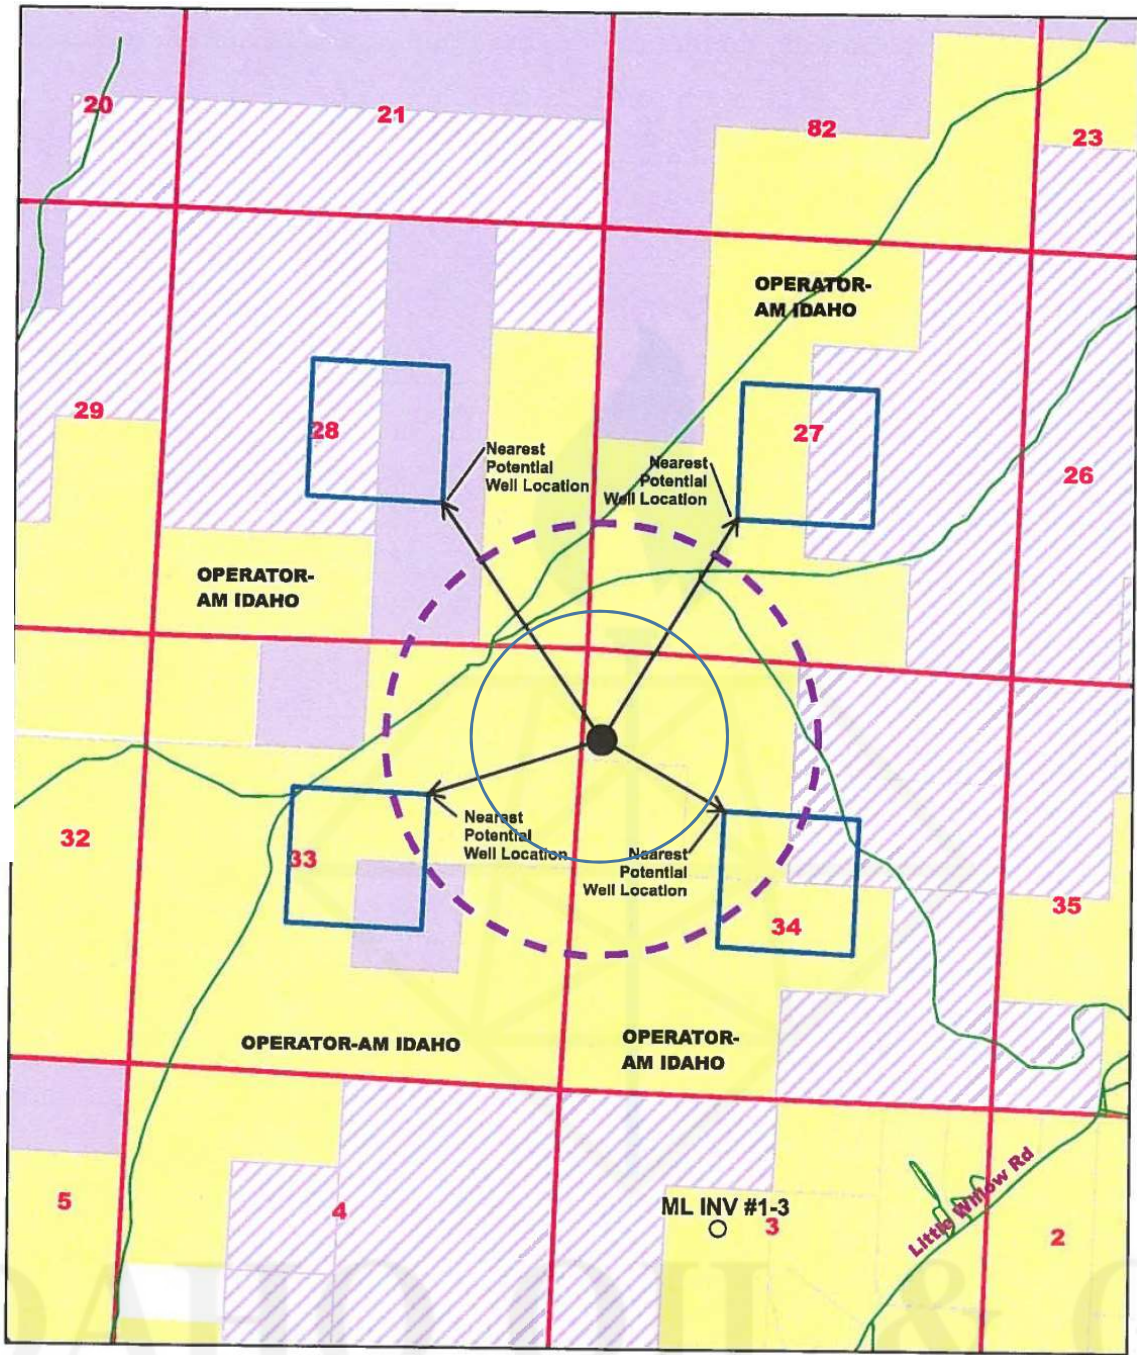 20
21
82
23
OPERATOR-
AM IDAHO
29
28
27
26
Nearest
Potential
Well Location
Nearest
Potential
Well Location
OPERATOR-
AM IDAHO
32
33
Nearest
Potential
Well Location
Nearest
Potential
Well Location
34
35
OPERATOR-AM IDAHO
OPERATOR-
AM IDAHO
5
4
ML INV #1-3
3
Little Willow Rd
2
IDAHO OIL & G